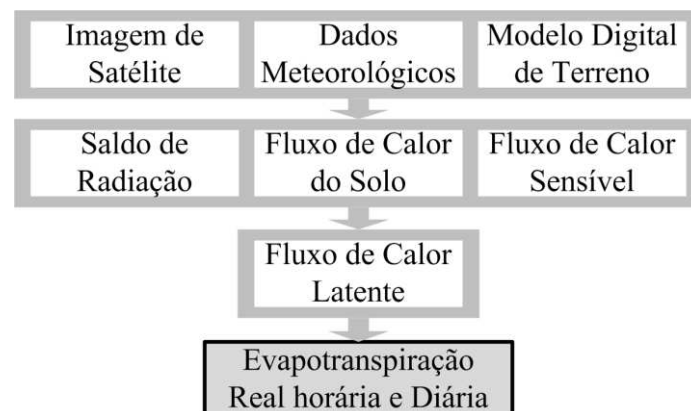 Imagem de
Satélite
Dados
Meteorológicos
Modelo Digital
de Terreno
Saldo de
Radiação
Fluxo de Calor
do Solo
Fluxo de Calor
Sensível
Fluxo de Calor
Latente
Evapotranspiração
Real horária e Diária